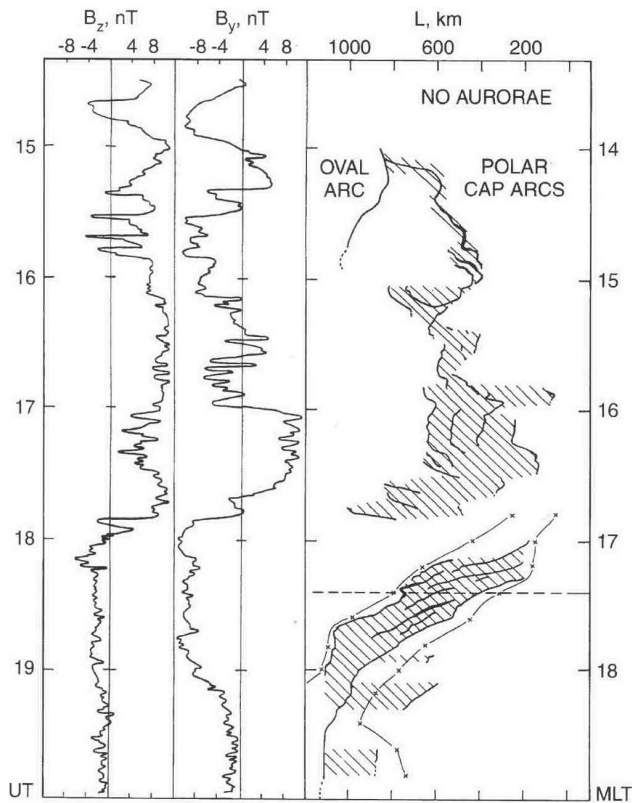 B_z, nT B_y, nT L, km
-8 -4 4 8 -8 -4 4 8 1000 600 200
NO AURORAE
15 14
OVAL POLAR
ARC CAP ARCS
16 15
17 16
18 17
19 18
UT MLT